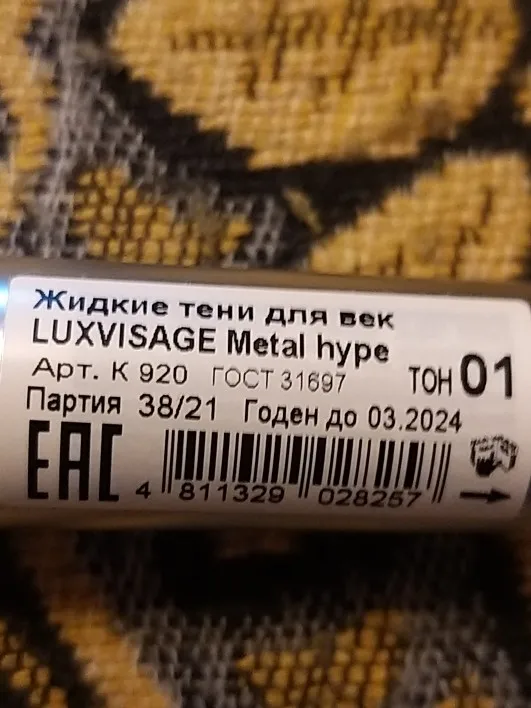 Жидкие тени для век
LUXVISAGE Metal hype
Арт. К 920 ГОСТ 31697 ТОН 01
Партия 38/21 Годен до 03.2024
EAC
4 811329 028257